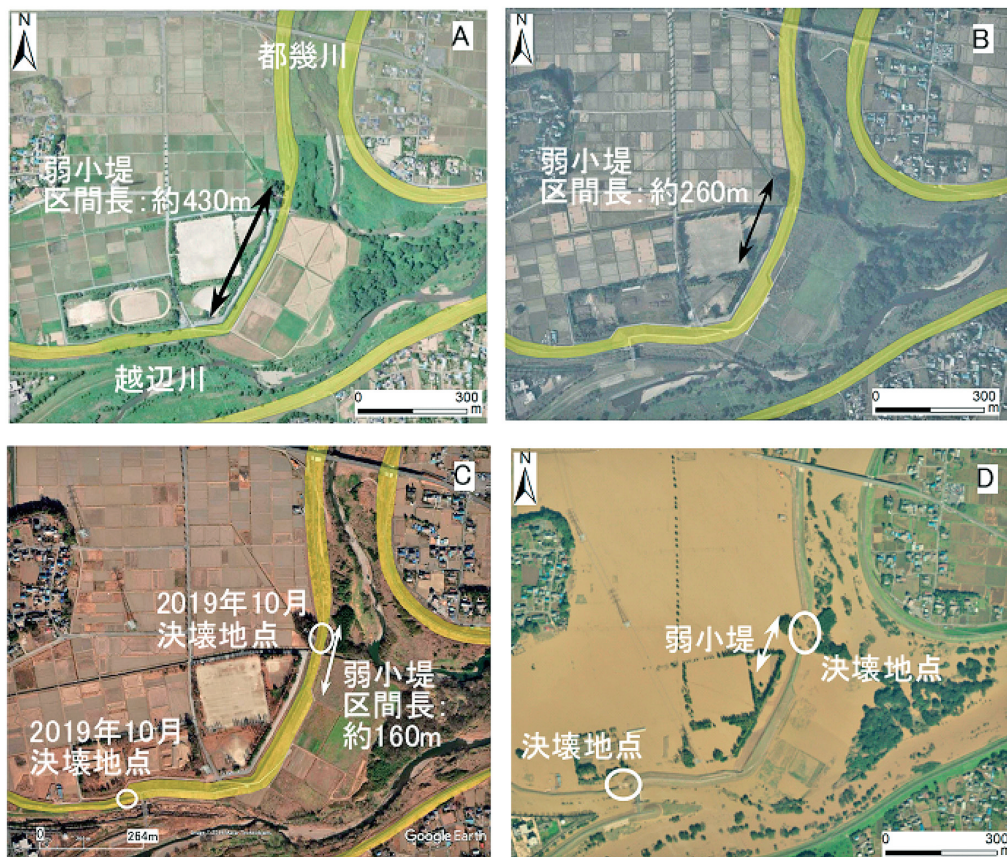 N
A
都幾川
弱小堤
区間長：約430m
越辺川
0 300
m
N
B
弱小堤
区間長：約260m
0 300
m
C
2019年10月
決壊地点
弱小堤
区間長：
約160m
2019年10月
決壊地点
0 264m
Google Earth
N
D
弱小堤
決壊地点
決壊地点
0 300
m